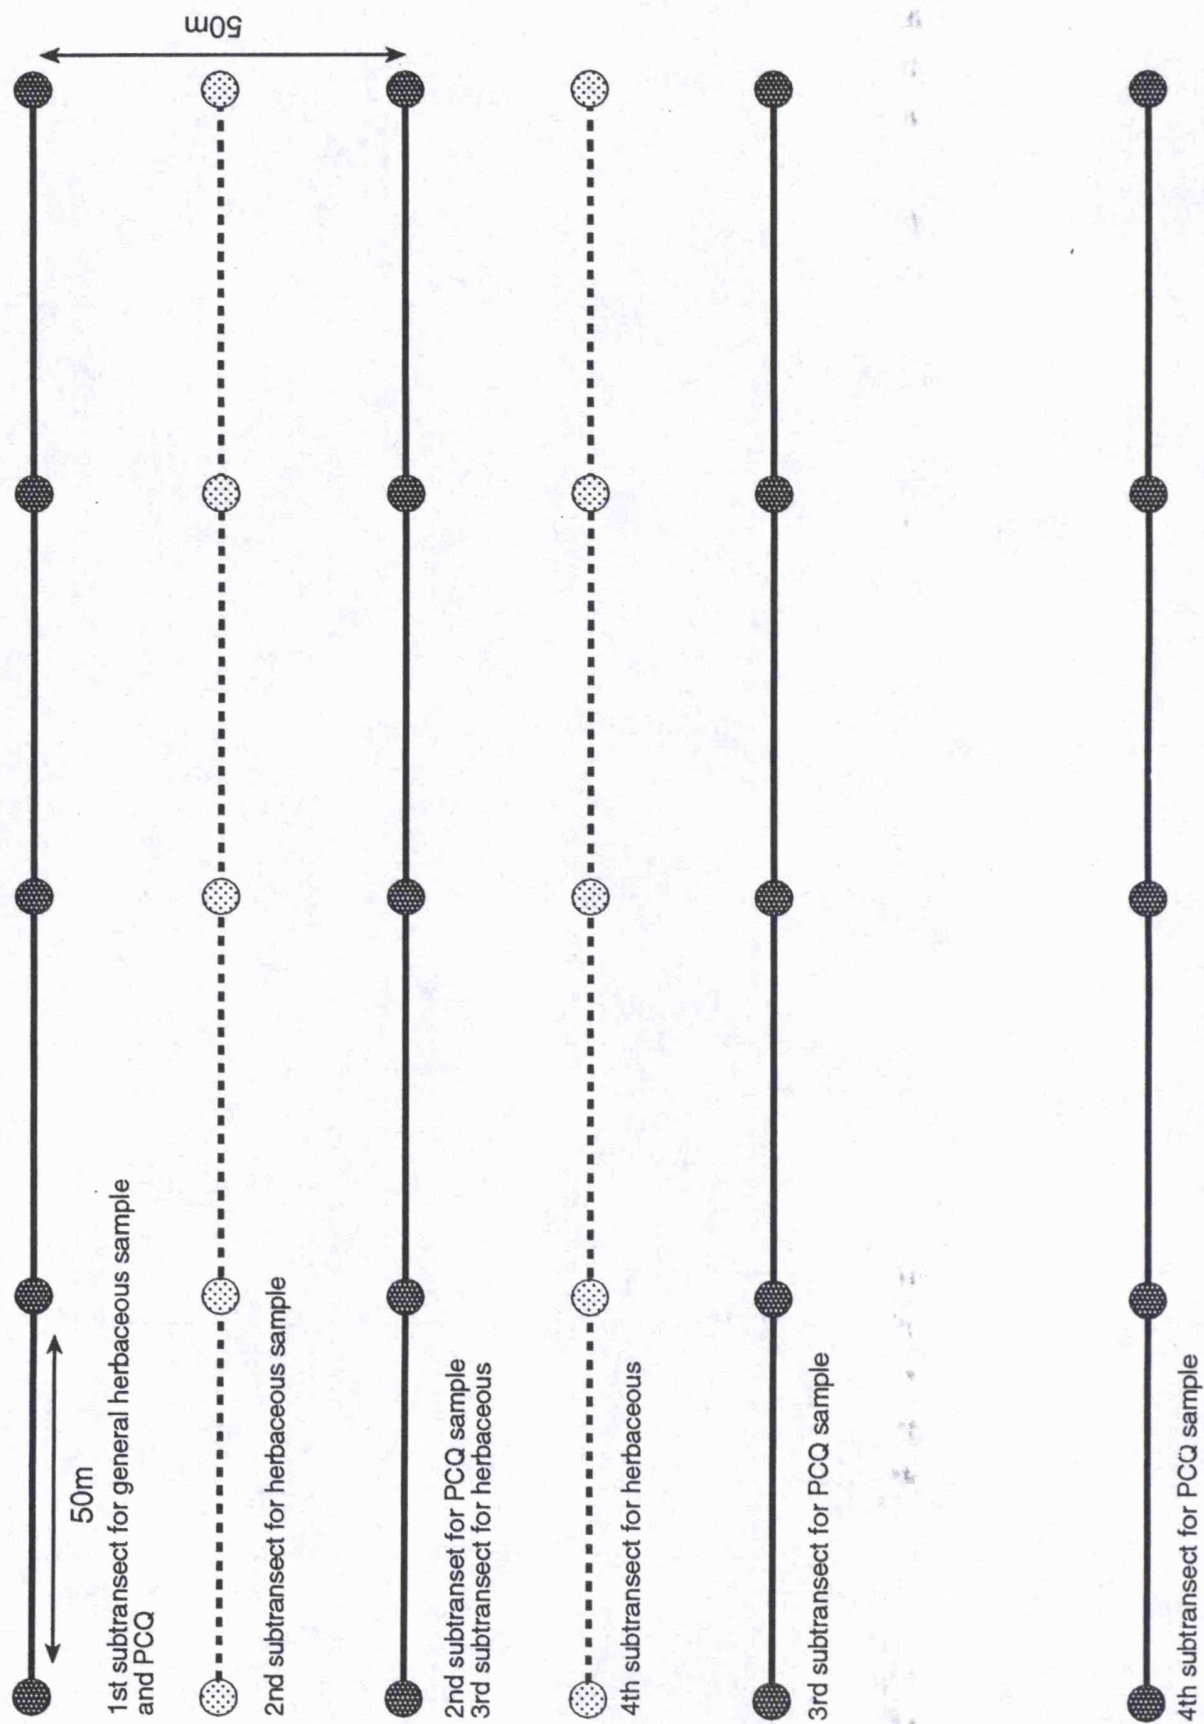 50m
50m
1st subtransect for general herbaceous sample
and PCQ
2nd subtransect for herbaceous sample
2nd subtranset for PCQ sample
3rd subtransect for herbaceous
4th subtransect for herbaceous
3rd subtransect for PCQ sample
4th subtransect for PCQ sample